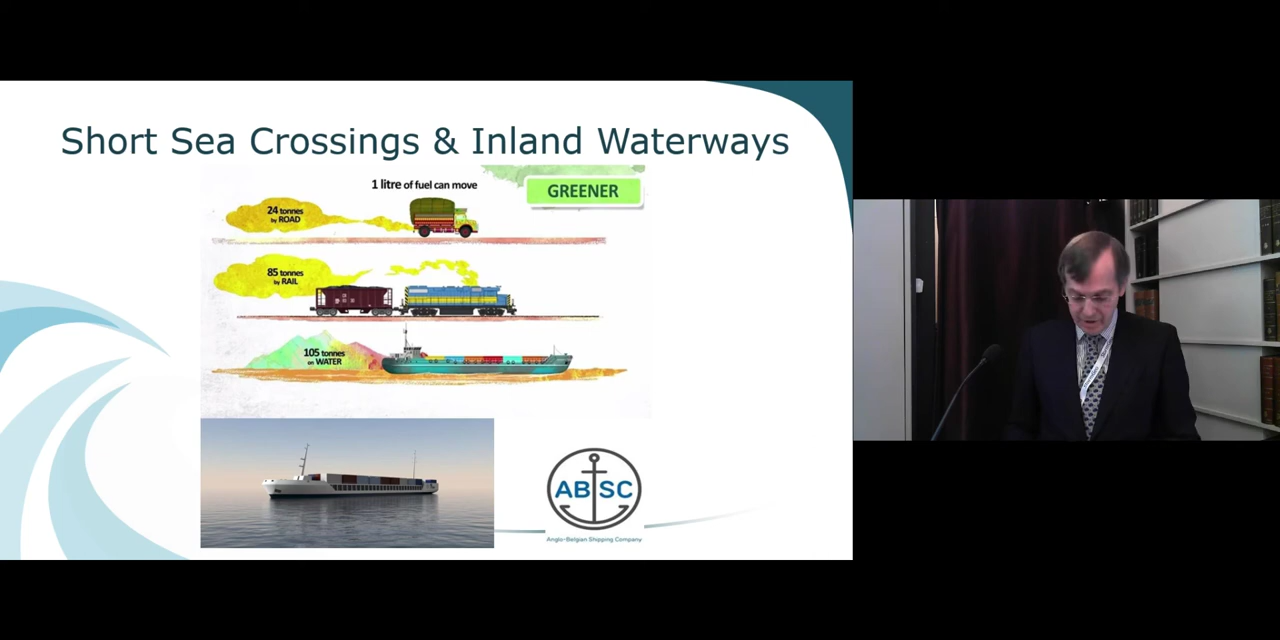 Short Sea Crossings & Inland Waterways
1 litre of fuel can move
GREENER
24 tonnes
by ROAD
85 tonnes
by RAIL
105 tonnes
on WATER
ABSC
Anglo-Belgian Shipping Company